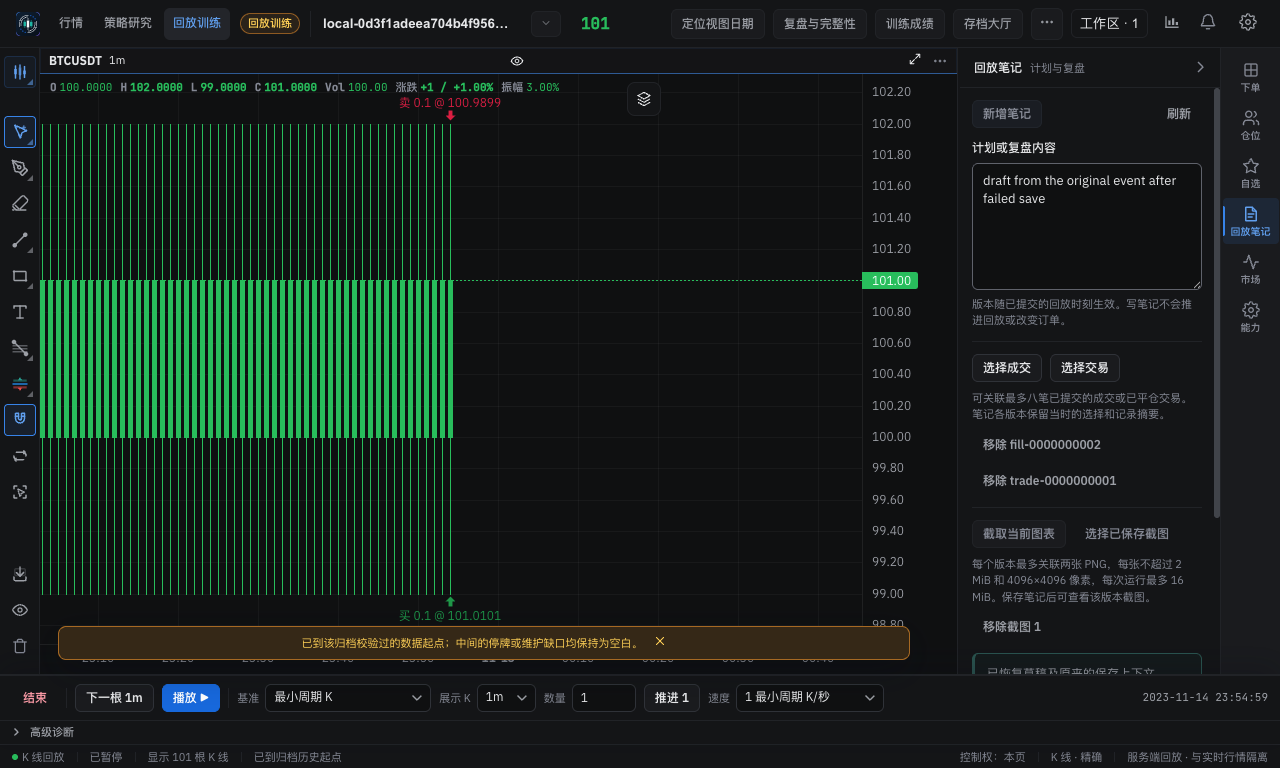 行情 策略研究 回放训练 回放训练 local-0d3f1adeea704b4f956... 101 定位视图日期 复盘与完整性 训练成绩 存档大厅 ··· 工作区 · 1
BTCUSDT 1m
O 100.0000 H 102.0000 L 99.0000 C 101.0000 Vol 100.00 涨跌 +1 / +1.00% 振幅 3.00%
卖 0.1 @ 100.9899
102.20
102.00
101.80
101.60
101.40
101.20
101.00
100.80
100.60
100.40
100.20
100.00
99.80
99.60
99.40
99.20
99.00
98.80
买 0.1 @ 101.0101
已到该归档校验过的数据起点；中间的停牌或维护缺口均保持为空白。
回放笔记 计划与复盘
新增笔记 刷新
计划或复盘内容
draft from the original event after
failed save
版本随已提交的回放时刻生效。写笔记不会推
进回放或改变订单。
选择成交 选择交易
可关联最多八笔已提交的成交或已平仓交易。
笔记各版本保留当时的选择和记录摘要。
移除 fill-0000000002
移除 trade-0000000001
截取当前图表 选择已保存截图
每个版本最多关联两张 PNG，每张不超过 2
MiB 和 4096×4096 像素，每次运行最多 16
MiB。保存笔记后可查看该版本截图。
移除截图 1
已恢复草稿及原来的保存上下文
下单
仓位
自选
回放笔记
市场
能力
结束 下一根 1m 播放 基准 最小周期 K 展示 K 1m 数量 1 推进 1 速度 1 最小周期 K/秒 2023-11-14 23:54:59
高级诊断
K 线回放 已暂停 显示 101 根 K 线 已到归档历史起点 控制权：本页 K 线 · 精确 服务端回放 · 与实时行情隔离